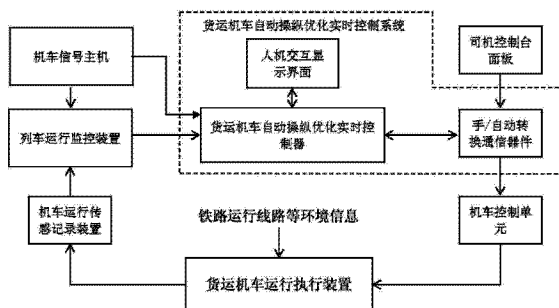 货运机车自动操纵优化实时控制系统
机车信号主机
人机交互显
示界面
司机控制台
面板
列车运行监控装置
货运机车自动操纵优化实时控
制器
手/自动转
换通信器件
机车运行传
感记录装置
铁路运行线路等环境信息
机车控制单
元
货运机车运行执行装置